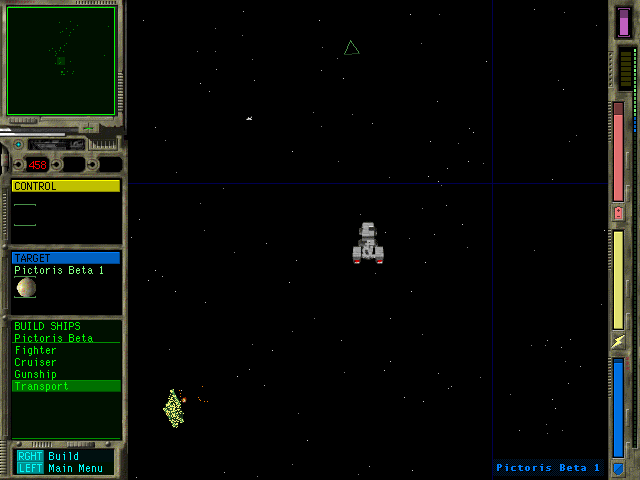 458
CONTROL
TARGET
Pictoris Beta 1
BUILD SHIPS
Pictoris Beta
Fighter
Cruiser
Gunship
Transport
RGHT Build
LEFT Main Menu
Pictoris Beta 1